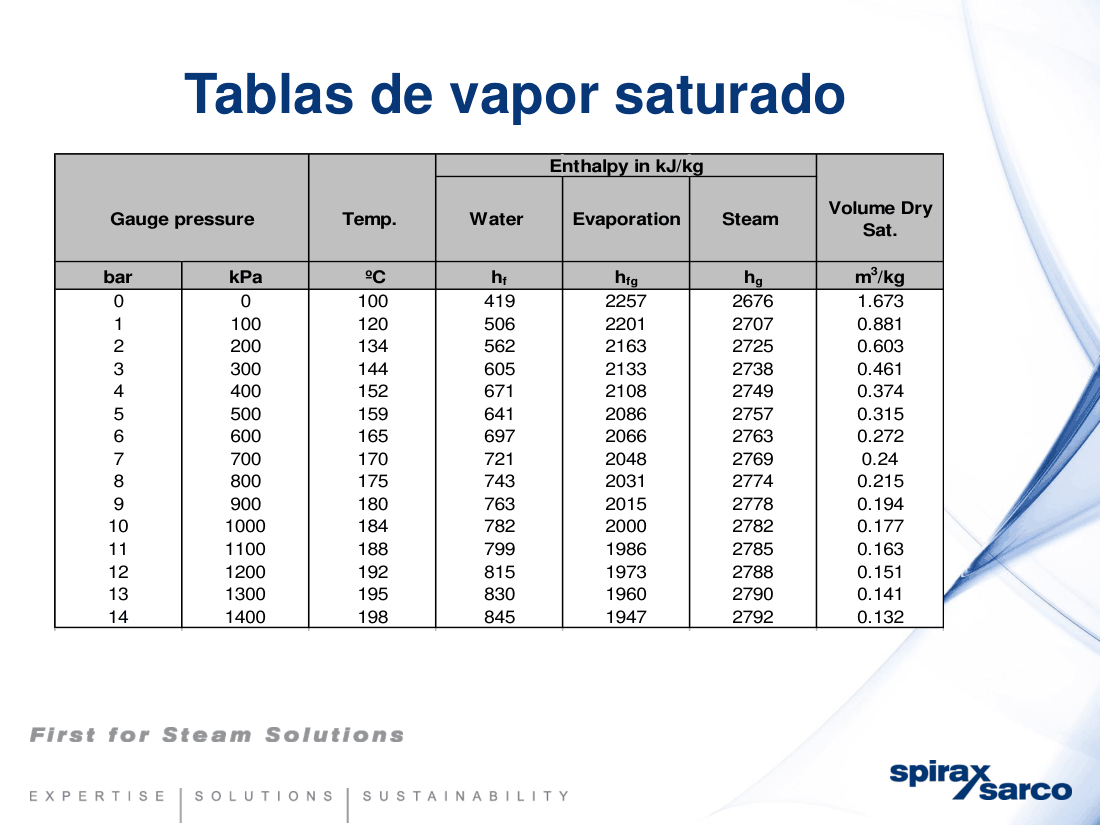 Tablas de vapor saturado
Enthalpy in kJ/kg
Gauge pressure Temp. Water Evaporation Steam Volume Dry Sat.
bar kPa ºC hf hfg hg m³/kg
0 0 100 419 2257 2676 1.673
1 100 120 506 2201 2707 0.881
2 200 134 562 2163 2725 0.603
3 300 144 605 2133 2738 0.461
4 400 152 671 2108 2749 0.374
5 500 159 641 2086 2757 0.315
6 600 165 697 2066 2763 0.272
7 700 170 721 2048 2769 0.24
8 800 175 743 2031 2774 0.215
9 900 180 763 2015 2778 0.194
10 1000 184 782 2000 2782 0.177
11 1100 188 799 1986 2785 0.163
12 1200 192 815 1973 2788 0.151
13 1300 195 830 1960 2790 0.141
14 1400 198 845 1947 2792 0.132
First for Steam Solutions
EXPERTISE SOLUTIONS SUSTAINABILITY
spirax
sarco